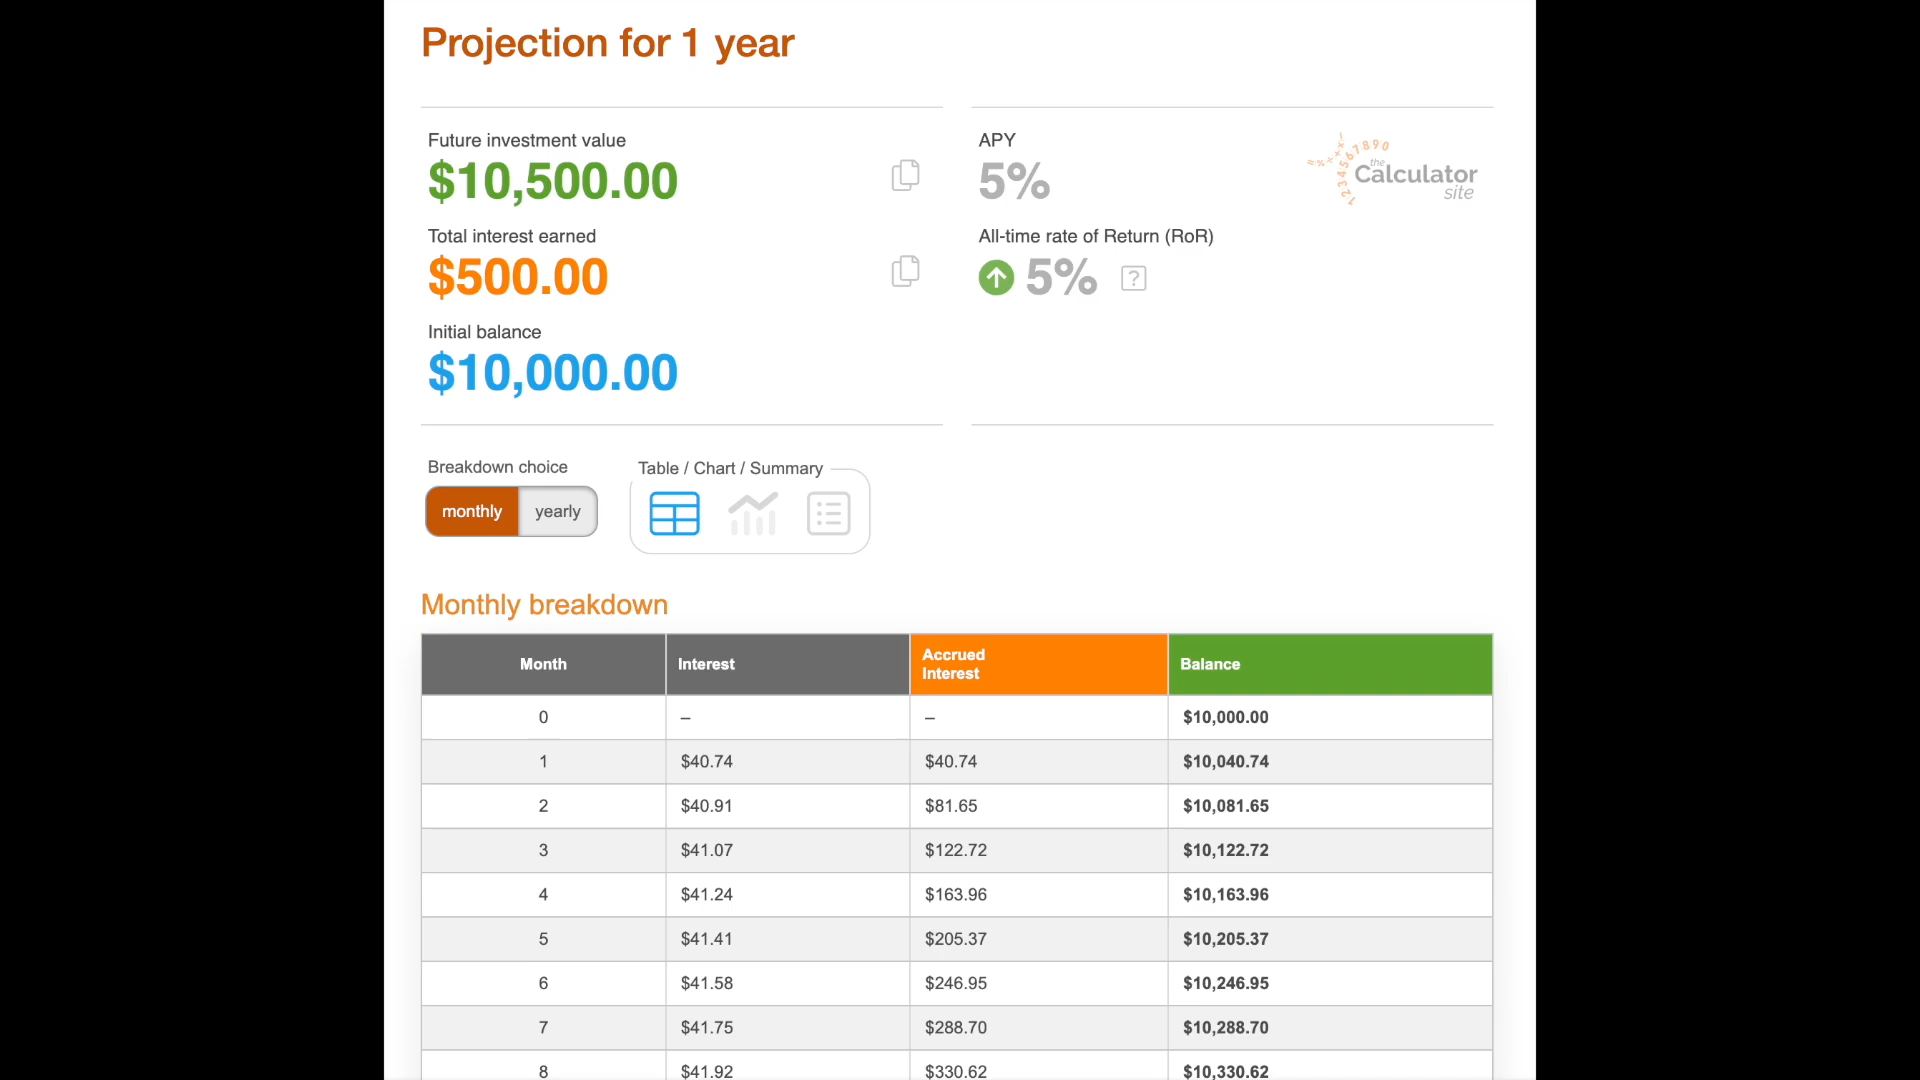 Projection for 1 year
Future investment value
$10,500.00
Total interest earned
$500.00
Initial balance
$10,000.00
APY
5%
All-time rate of Return (RoR)
5% ?
= % ÷ × + -
1234567890
the
Calculator
site
Breakdown choice
monthly yearly
Table / Chart / Summary
Monthly breakdown
Month Interest Accrued Interest Balance
0 – – $10,000.00
1 $40.74 $40.74 $10,040.74
2 $40.91 $81.65 $10,081.65
3 $41.07 $122.72 $10,122.72
4 $41.24 $163.96 $10,163.96
5 $41.41 $205.37 $10,205.37
6 $41.58 $246.95 $10,246.95
7 $41.75 $288.70 $10,288.70
8 $41.92 $330.62 $10,330.62